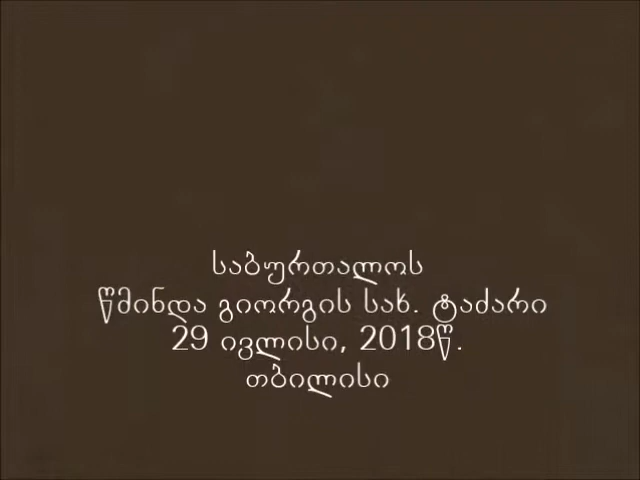 საბურთალოს
წმინდა გიორგის სახ. ტაძარი
29 ივლისი, 2018წ.
თბილისი